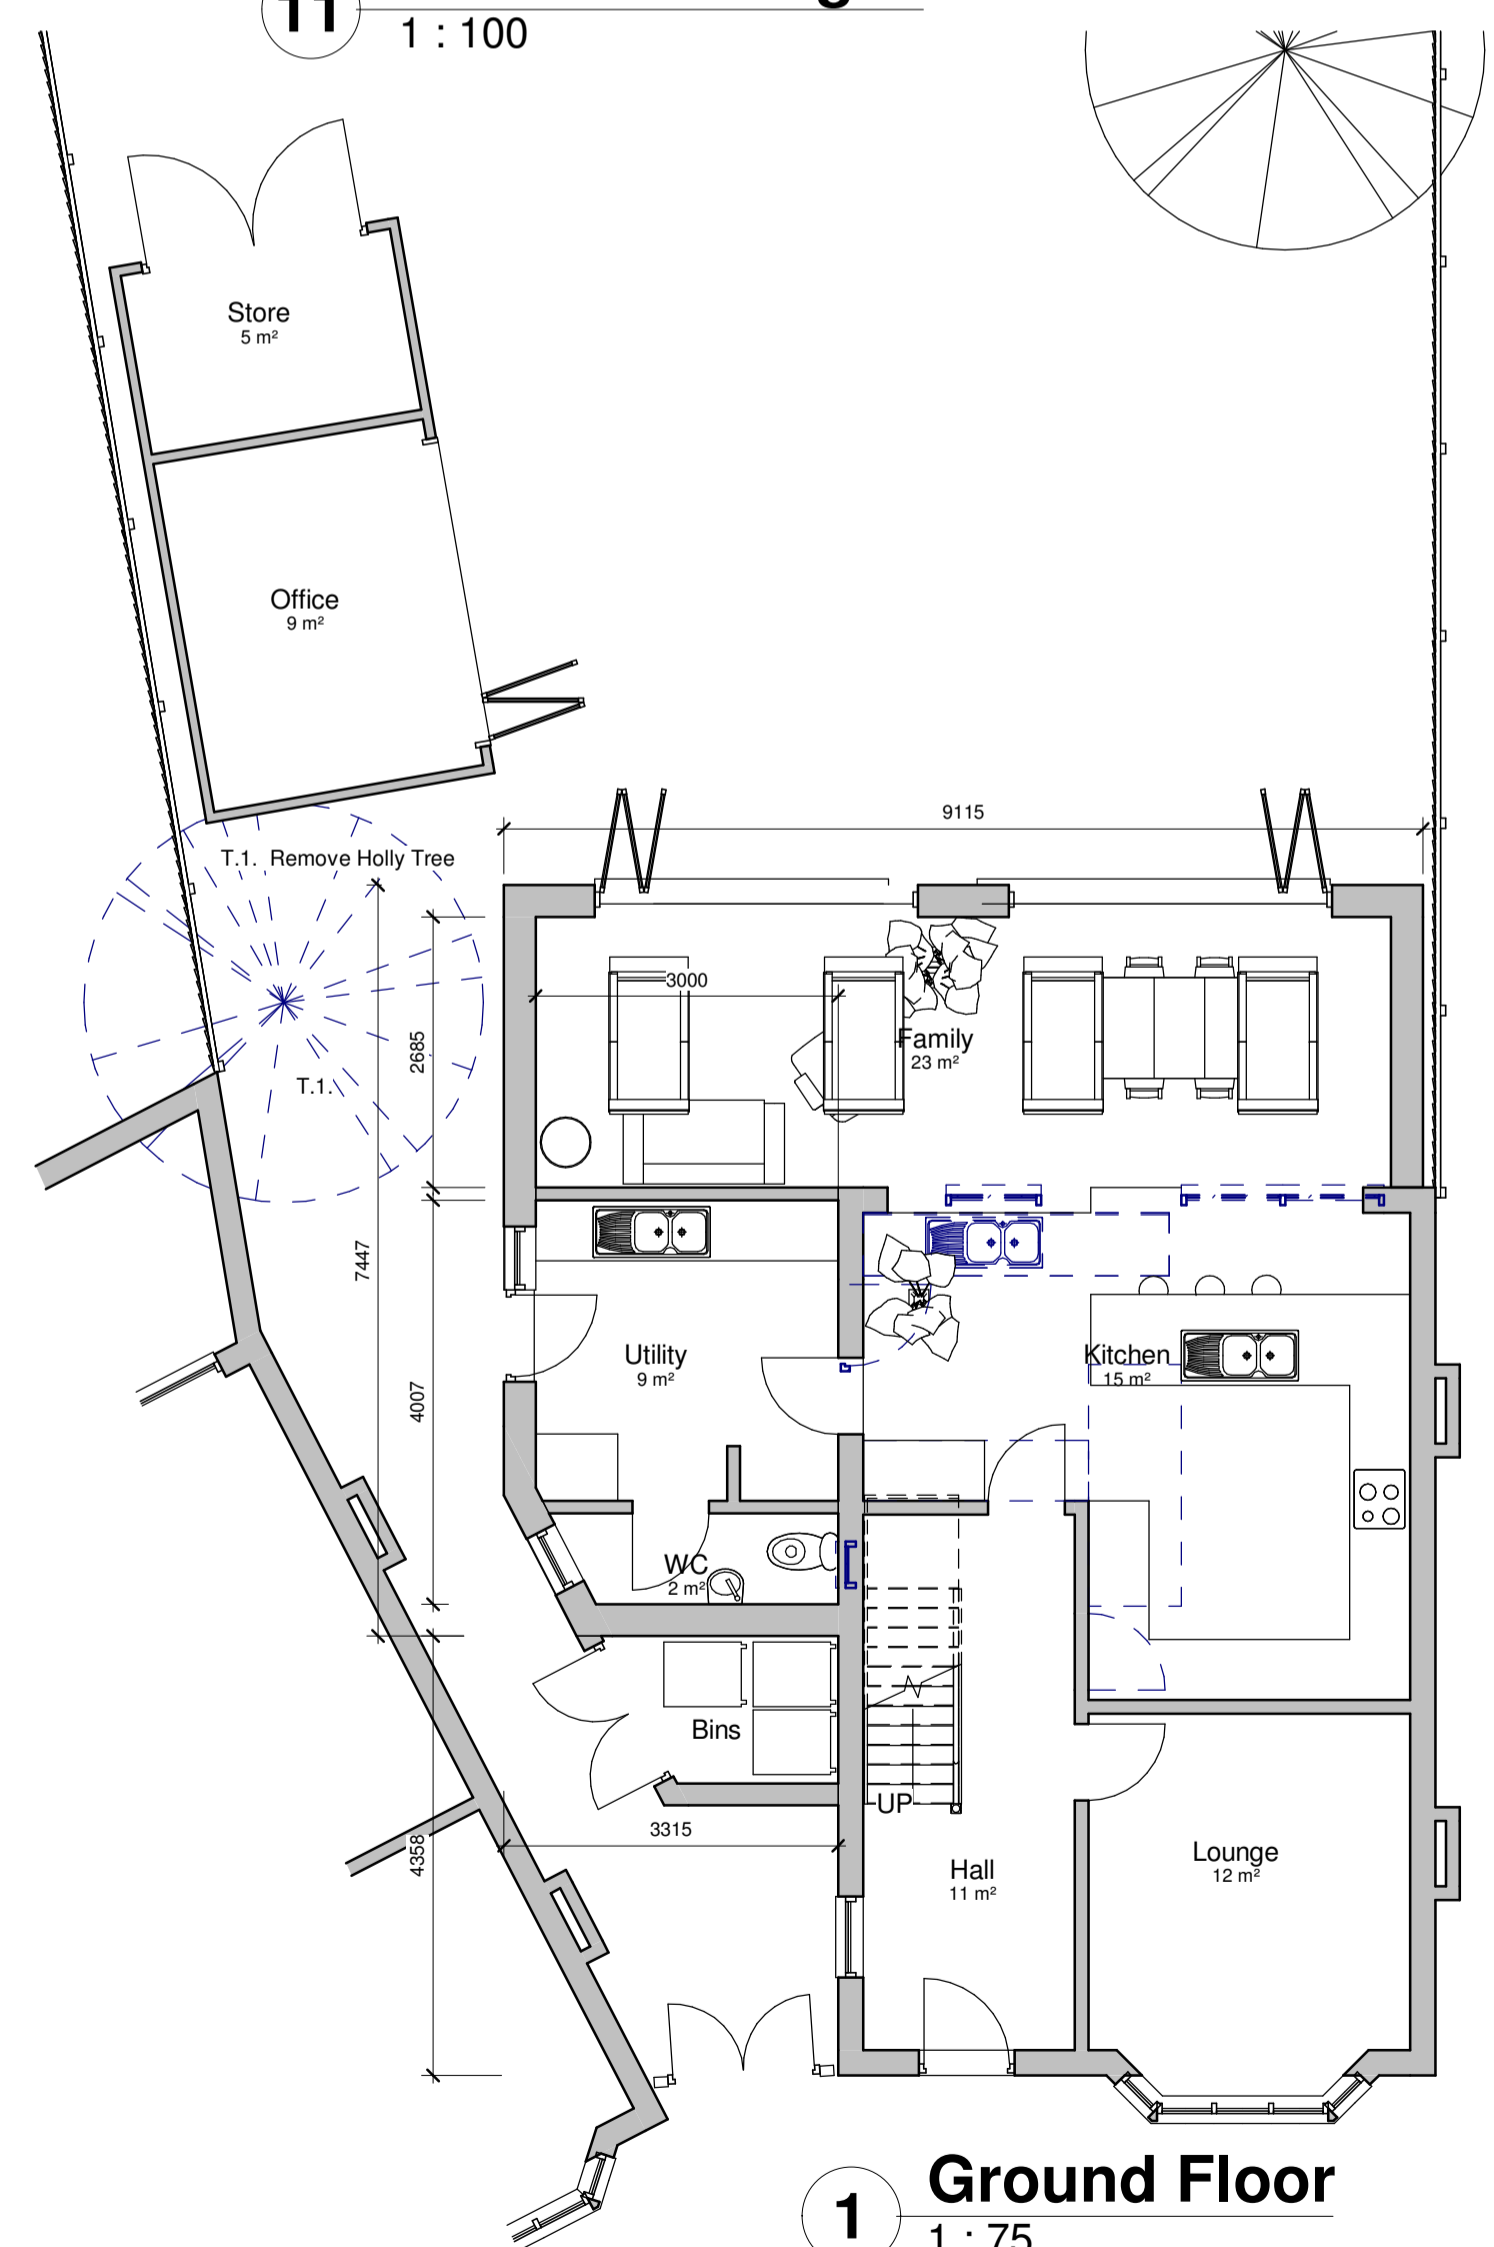 11
1 : 100
Store
5 m²
Office
9 m²
9115
T.1. Remove Holly Tree
3000
2685
Family
23 m²
T.1.
7447
Utility
9 m²
Kitchen
15 m²
4007
WC
2 m²
Bins
UP
3315
4358
Hall
11 m²
Lounge
12 m²
1
Ground Floor
1 : 75